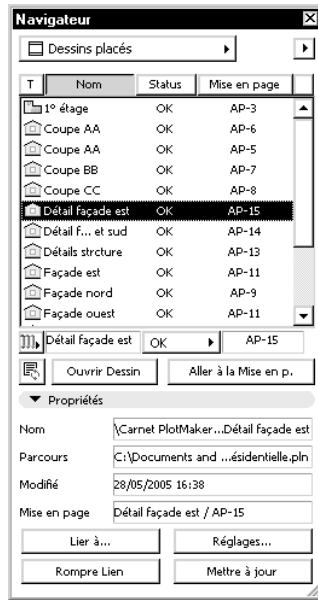 Navigateur
Dessins placés
T Nom Status Mise en page
1° étage OK AP-3
Coupe AA OK AP-6
Coupe AA OK AP-5
Coupe BB OK AP-7
Coupe CC OK AP-8
Détail façade est OK AP-15
Détail f... et sud OK AP-14
Détails strcture OK AP-13
Façade est OK AP-11
Façade nord OK AP-9
Façade ouest OK AP-11
Détail façade est OK AP-15
Ouvrir Dessin Aller à la Mise en p.
Propriétés
Nom \Carnet PlotMaker...Détail façade est
Parcours C:\Documents and ...ésidentielle.pln
Modifié 28/05/2005 16:38
Mise en page Détail façade est / AP-15
Lier à... Réglages...
Rompre Lien Mettre à jour